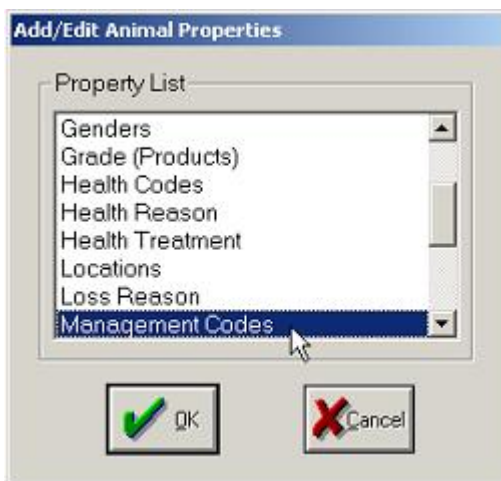 Add/Edit Animal Properties
Property List
Genders
Grade (Products)
Health Codes
Health Reason
Health Treatment
Locations
Loss Reason
Management Codes
OK
Cancel